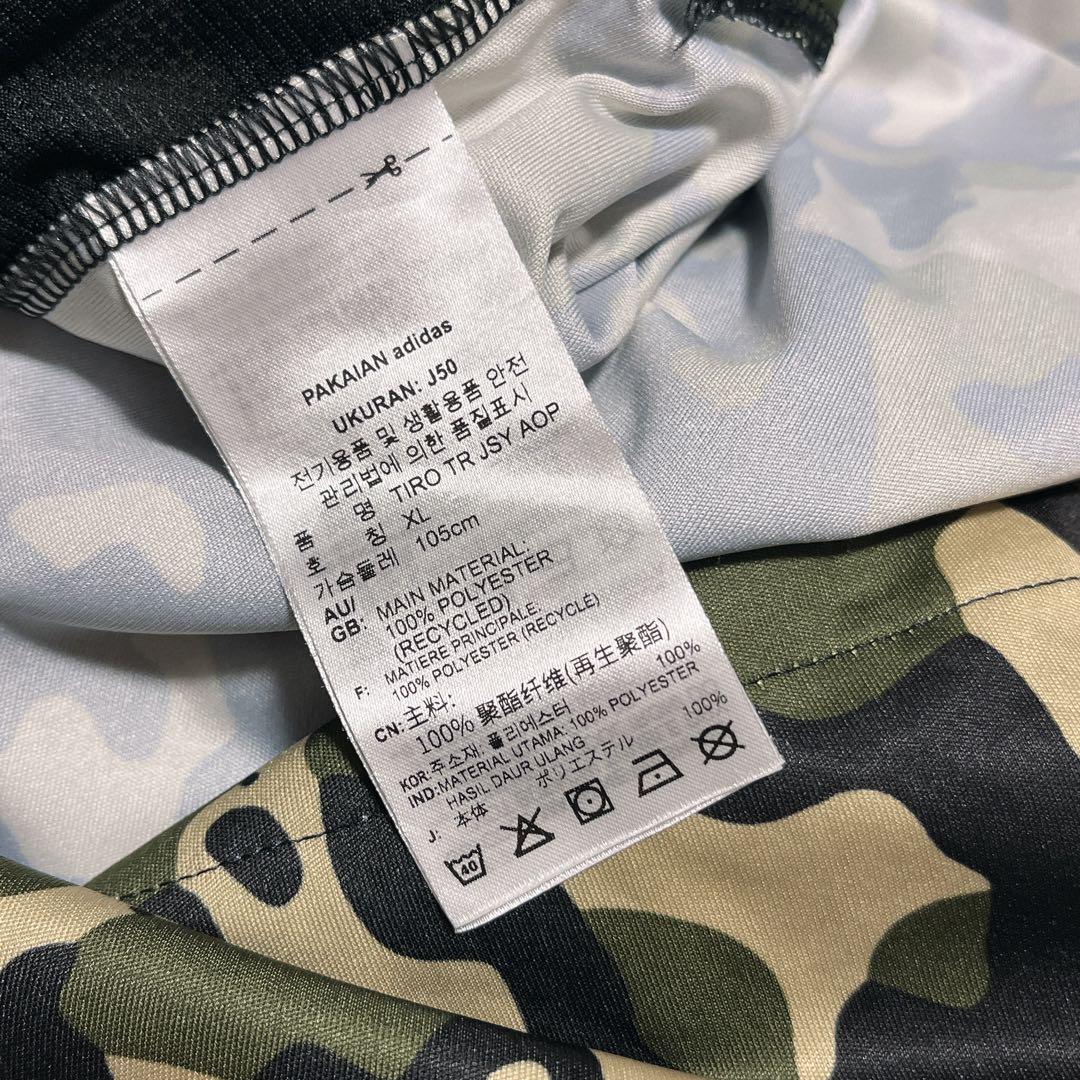 PAKAIAN adidas
UKURAN: J50
전기용품 및 생활용품 안전
관리법에 의한 품질표시
품 명 TIRO TR JSY AOP
호 칭 XL
가슴둘레 105cm
AU/ GB: MAIN MATERIAL:
100% POLYESTER
(RECYCLED)
F: MATIERE PRINCIPALE.
100% POLYESTER (RECYCLÉ)
CN: 主料:
100% 聚酯纤维(再生聚酯)
KOR: 주소재: 폴리에스터 100%
IND: MATERIAL UTAMA: 100% POLYESTER
HASIL DAUR ULANG
J: 本体 ポリエステル 100%
40